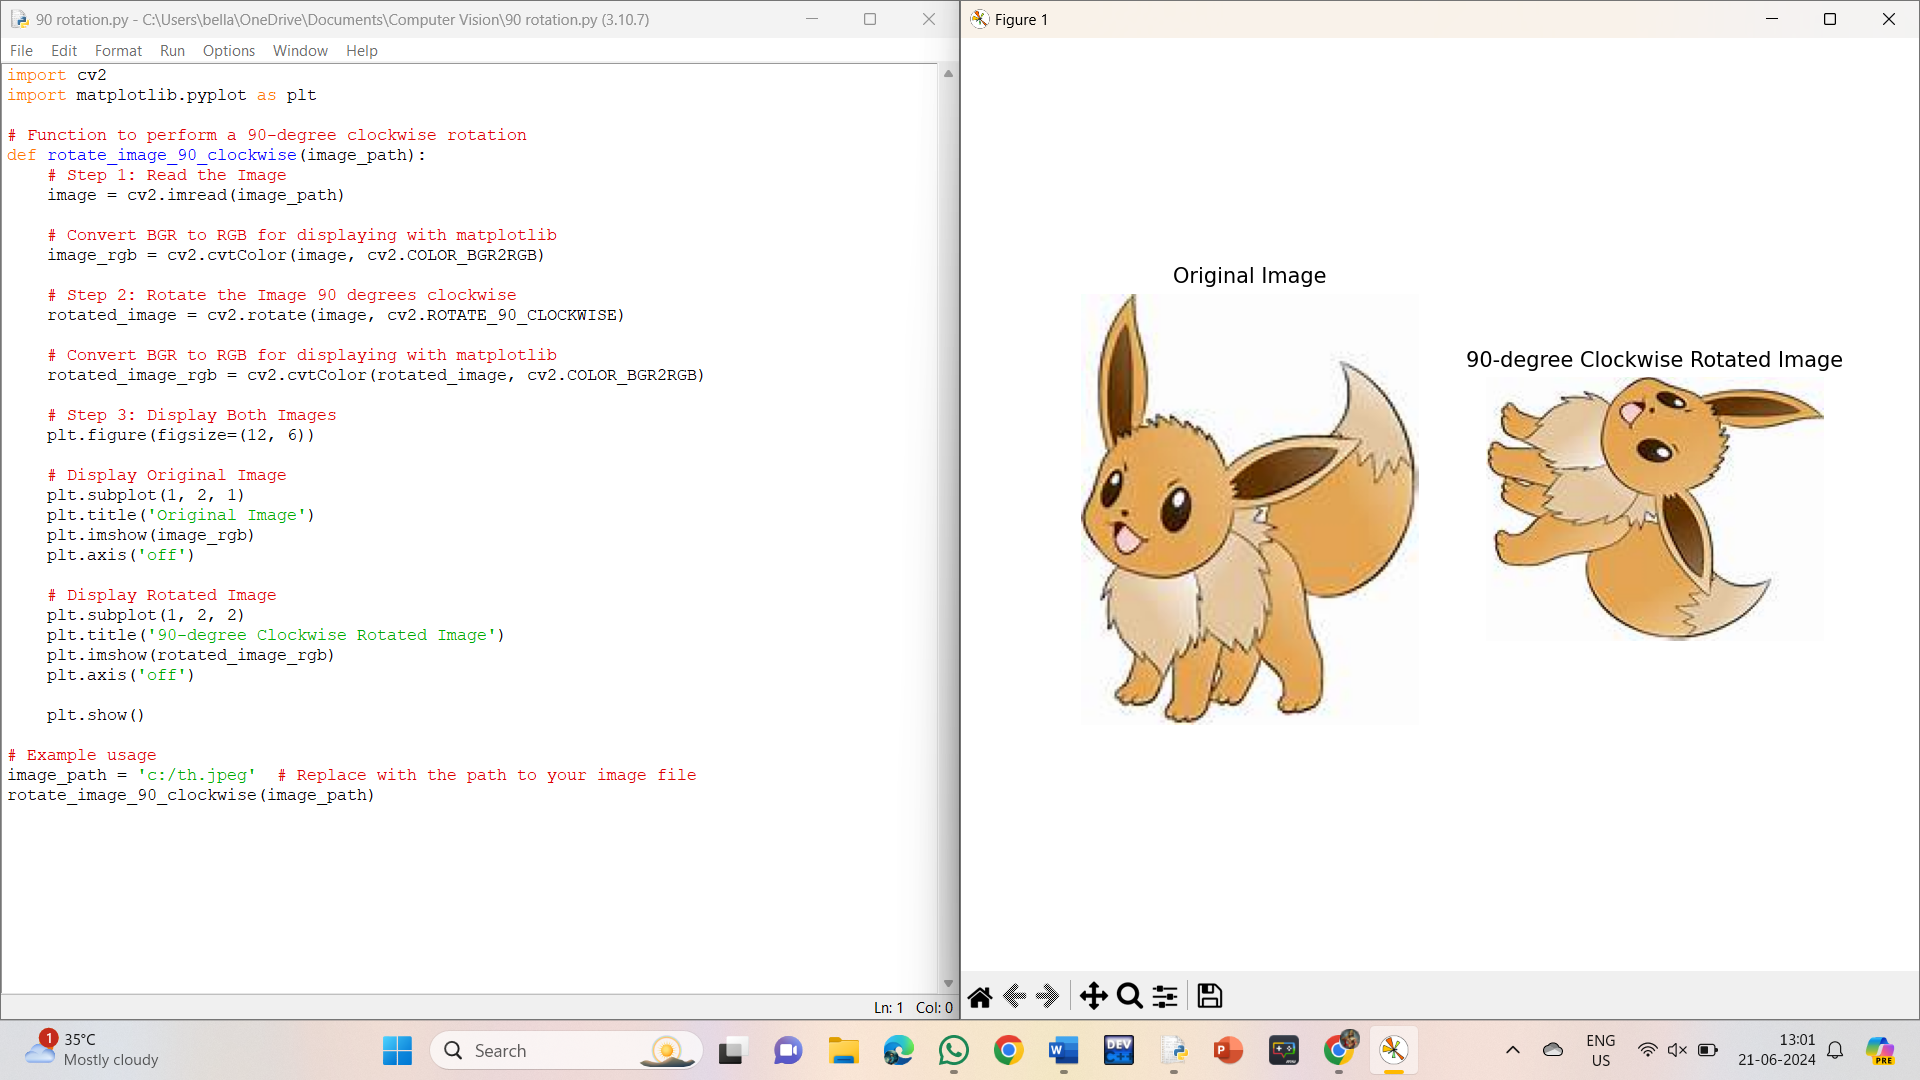 90 rotation.py - C:\Users\bella\OneDrive\Documents\Computer Vision\90 rotation.py (3.10.7)
File Edit Format Run Options Window Help
import cv2
import matplotlib.pyplot as plt

# Function to perform a 90-degree clockwise rotation
def rotate_image_90_clockwise(image_path):
    # Step 1: Read the Image
    image = cv2.imread(image_path)

    # Convert BGR to RGB for displaying with matplotlib
    image_rgb = cv2.cvtColor(image, cv2.COLOR_BGR2RGB)

    # Step 2: Rotate the Image 90 degrees clockwise
    rotated_image = cv2.rotate(image, cv2.ROTATE_90_CLOCKWISE)

    # Convert BGR to RGB for displaying with matplotlib
    rotated_image_rgb = cv2.cvtColor(rotated_image, cv2.COLOR_BGR2RGB)

    # Step 3: Display Both Images
    plt.figure(figsize=(12, 6))

    # Display Original Image
    plt.subplot(1, 2, 1)
    plt.title('Original Image')
    plt.imshow(image_rgb)
    plt.axis('off')

    # Display Rotated Image
    plt.subplot(1, 2, 2)
    plt.title('90-degree Clockwise Rotated Image')
    plt.imshow(rotated_image_rgb)
    plt.axis('off')

    plt.show()

# Example usage
image_path = 'c:/th.jpeg'  # Replace with the path to your image file
rotate_image_90_clockwise(image_path)
Ln: 1 Col: 0
Figure 1
Original Image
90-degree Clockwise Rotated Image
1
35°C
Mostly cloudy
Search
DEV
C++
ENG
US
13:01
21-06-2024
PRE